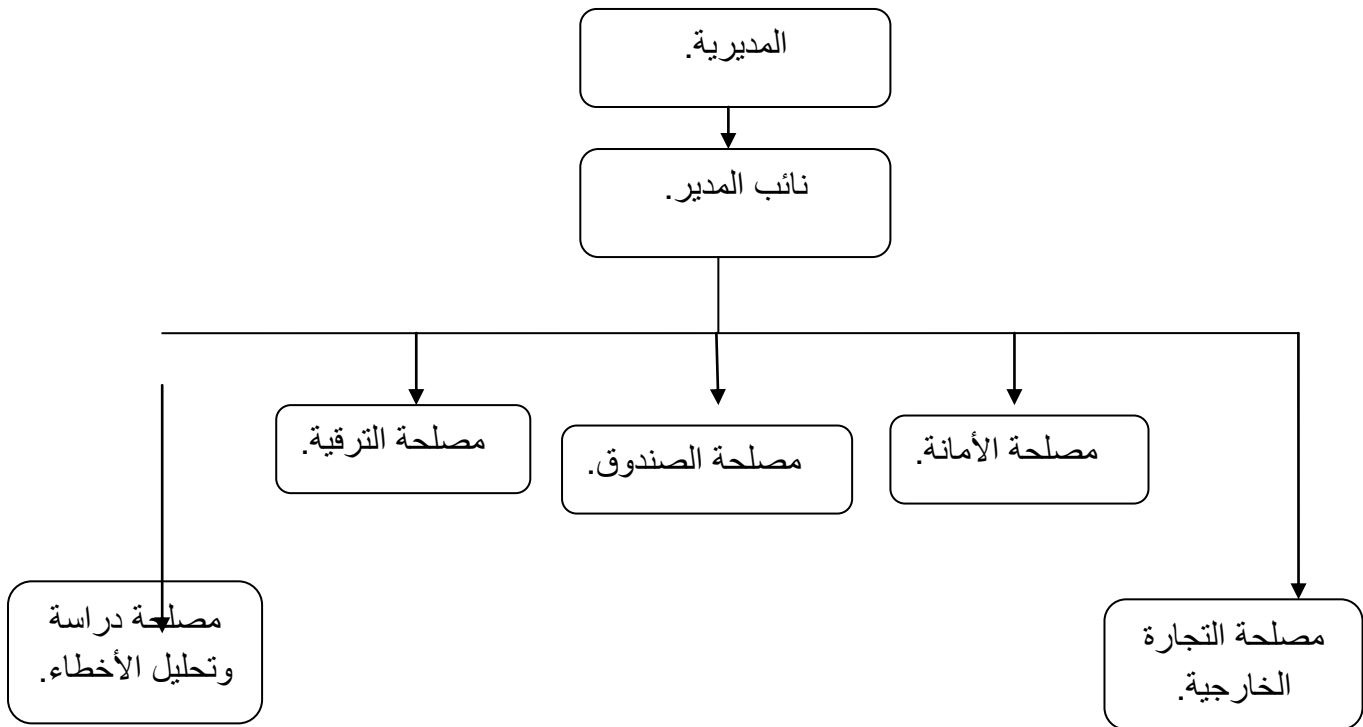 المديرية.
نائب المدير.
مصلحة الأمانة.
مصلحة الصندوق.
مصلحة الترقية.
مصلحة التجارة
الخارجية.
مصلحة دراسة
وتحليل الأخطاء.